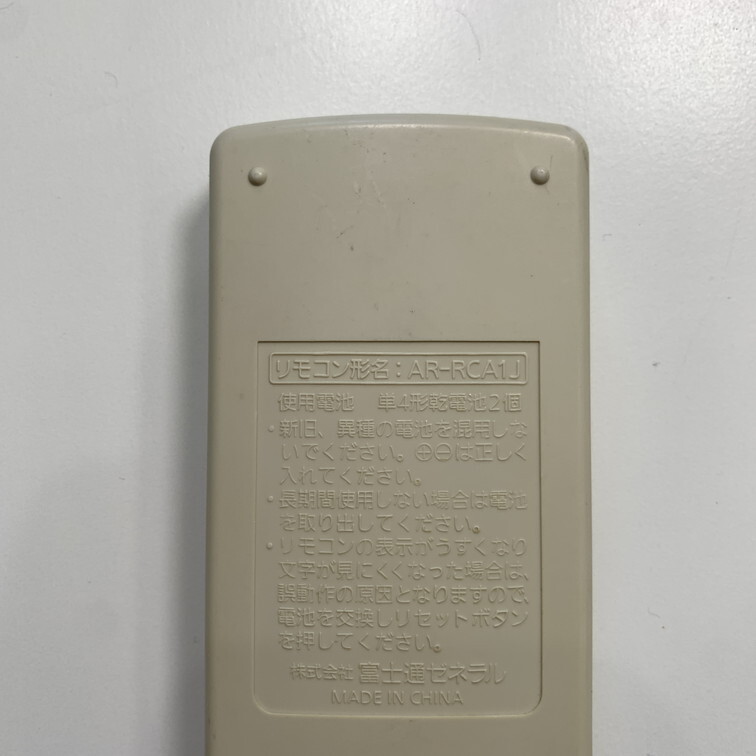 リモコン形名：AR-RCA1J
使用電池　単4形乾電池2個
・新旧、異種の電池を混用しな
いでください。⊕⊖は正しく
入れてください。
・長期間使用しない場合は電池
を取り出してください。
・リモコンの表示がうすくなり
文字が見にくくなった場合は、
誤動作の原因となりますので、
電池を交換しリセットボタン
を押してください。
株式会社 富士通ゼネラル
MADE IN CHINA